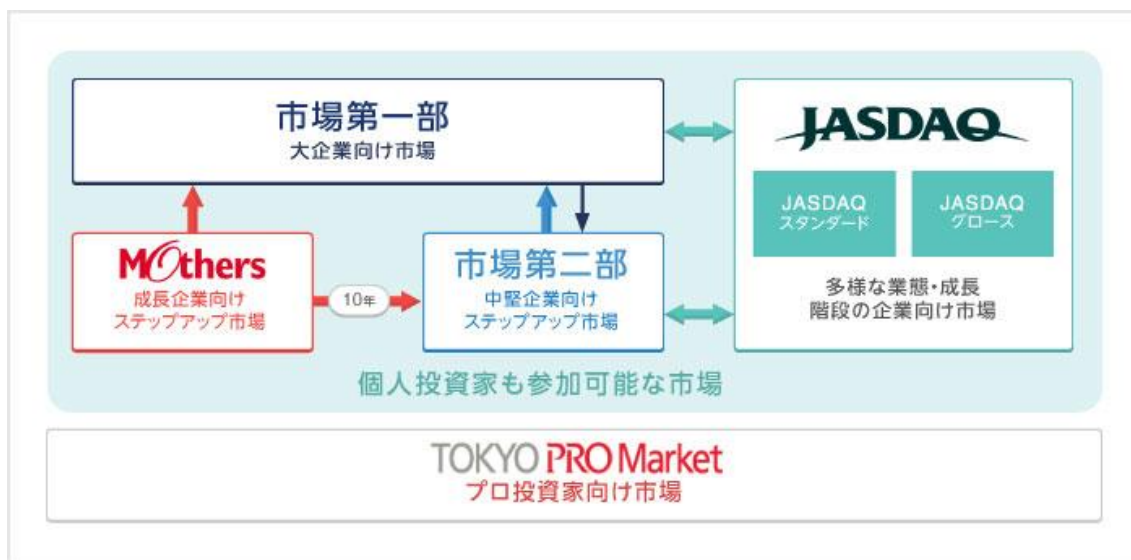 市場第一部
大企業向け市場
JASDAQ
JASDAQ
スタンダード
JASDAQ
グロース
多様な業態・成長
階段の企業向け市場
Mothers
成長企業向け
ステップアップ市場
10年
市場第二部
中堅企業向け
ステップアップ市場
個人投資家も参加可能な市場
TOKYO PRO Market
プロ投資家向け市場